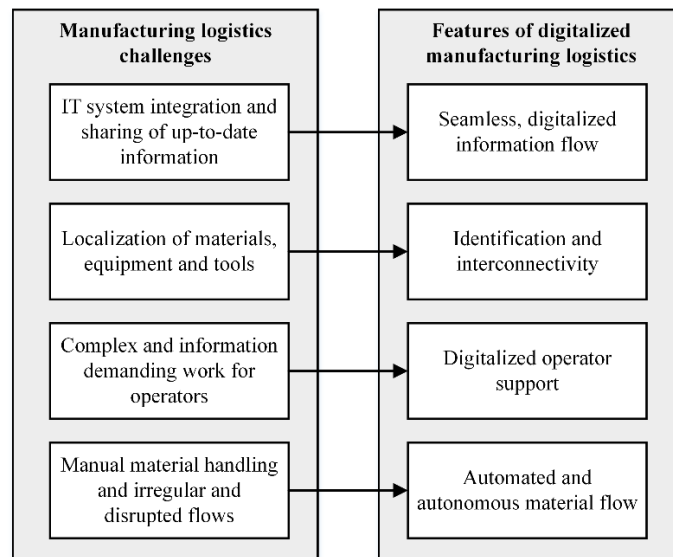 Manufacturing logistics
challenges
IT system integration and
sharing of up-to-date
information
Localization of materials,
equipment and tools
Complex and information
demanding work for
operators
Manual material handling
and irregular and
disrupted flows
Features of digitalized
manufacturing logistics
Seamless, digitalized
information flow
Identification and
interconnectivity
Digitalized operator
support
Automated and
autonomous material flow